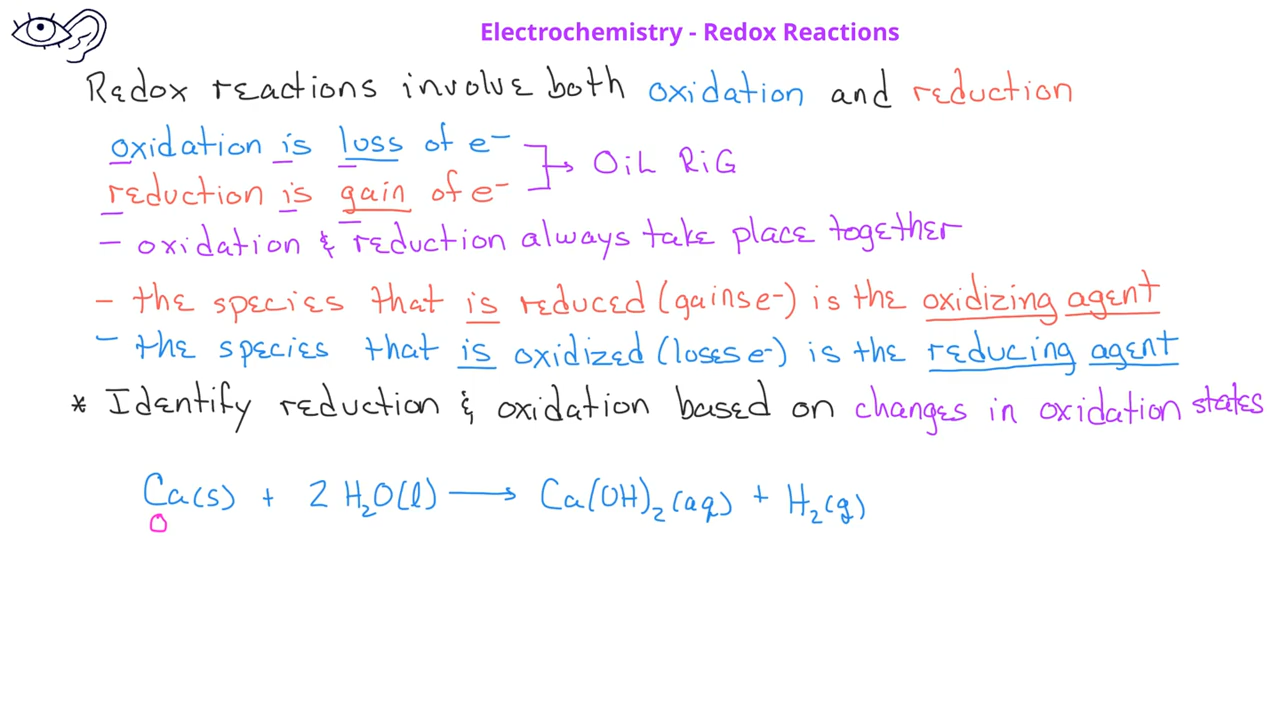 Electrochemistry - Redox Reactions
Redox reactions involve both oxidation and reduction
oxidation is loss of e⁻
OiL RiG
reduction is gain of e⁻
- oxidation & reduction always take place together
- the species that is reduced (gains e-) is the oxidizing agent
- the species that is oxidized (loses e-) is the reducing agent
* Identify reduction & oxidation based on changes in oxidation states
Ca(s) + 2 H₂O(l) → Ca(OH)₂(aq) + H₂(g)
0